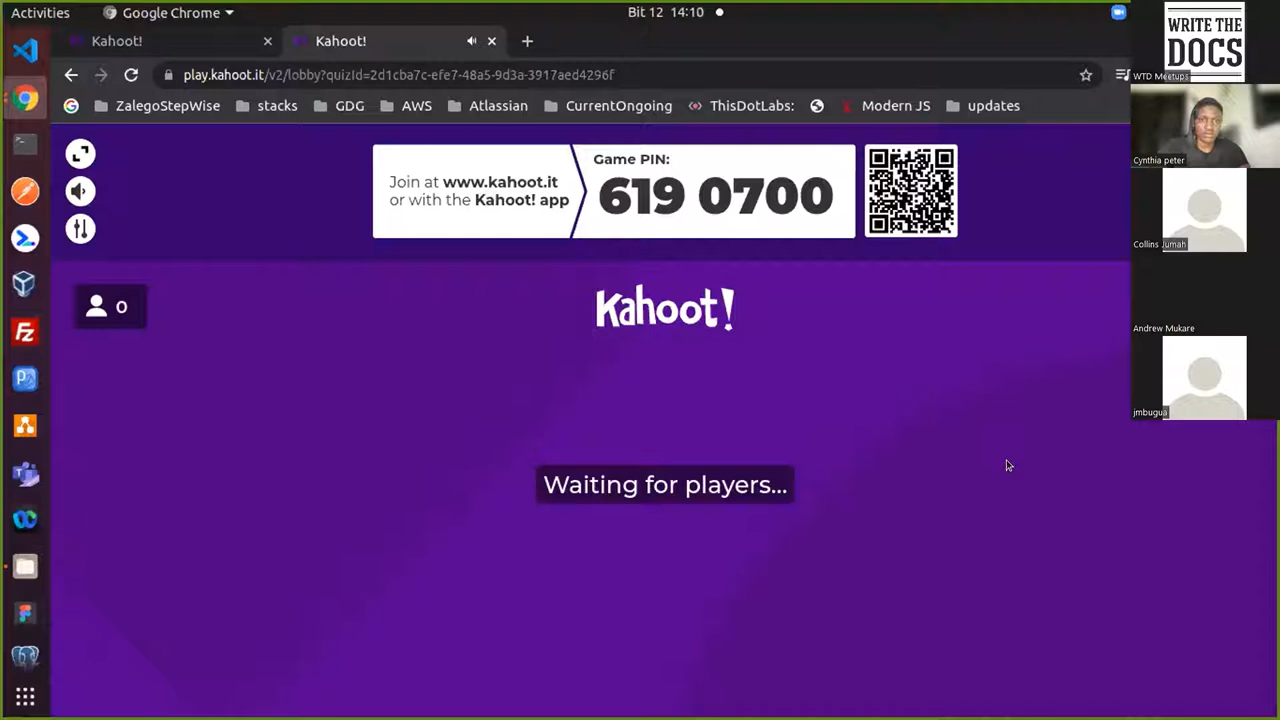 Activities
Google Chrome
Bit 12 14:10
Kahoot!
Kahoot!
play.kahoot.it/v2/lobby?quizId=2d1cba7c-efe7-48a5-9d3a-3917aed4296f
G
ZalegoStepWise
stacks
GDG
AWS
Atlassian
CurrentOngoing
ThisDotLabs:
Modern JS
updates
Join at www.kahoot.it
or with the Kahoot! app
Game PIN:
619 0700
0
Kahoot!
Waiting for players...
Fz
WRITE THE
DOCS
WTD Meetups
Cynthia peter
Collins Jumah
Andrew Mukare
jmbugua